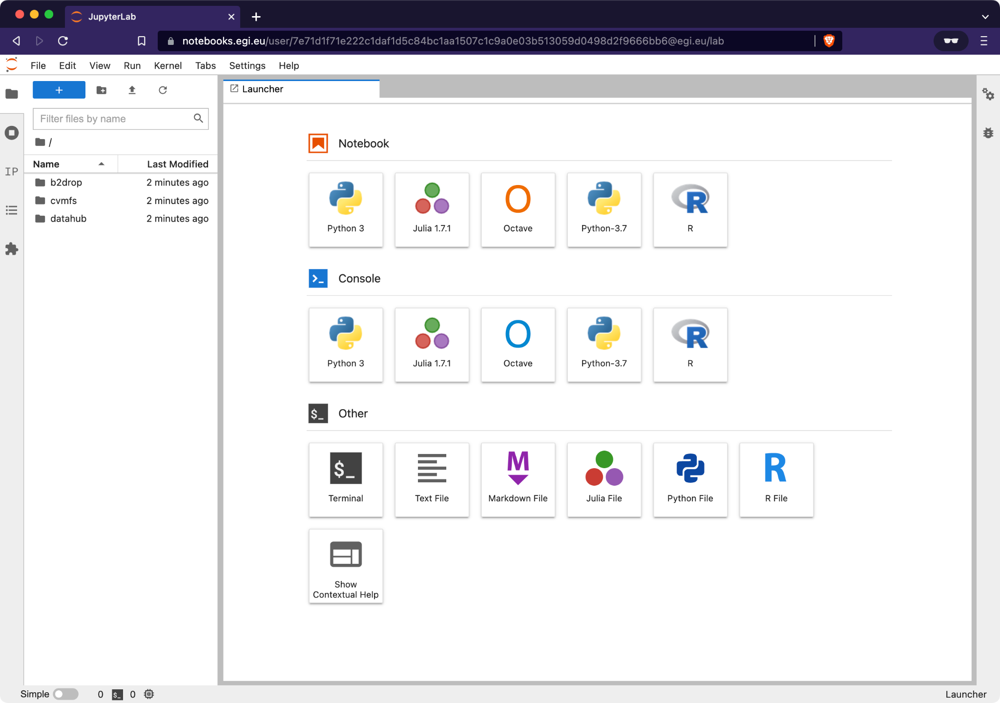 JupyterLab
notebooks.egi.eu/user/7e71d1f71e222c1daf1d5c84bc1aa1507c1c9a0e03b513059d0498d2f9666bb6@egi.eu/lab
File Edit View Run Kernel Tabs Settings Help
+
Launcher
Filter files by name
/
Name Last Modified
b2drop 2 minutes ago
cvmfs 2 minutes ago
datahub 2 minutes ago
IP
Notebook
O
R
Python 3 Julia 1.7.1 Octave Python-3.7 R
>_ Console
O
R
Python 3 Julia 1.7.1 Octave Python-3.7 R
$_ Other
$_ M R
Terminal Text File Markdown File Julia File Python File R File
Show
Contextual Help
Simple 0 $_ 0 Launcher